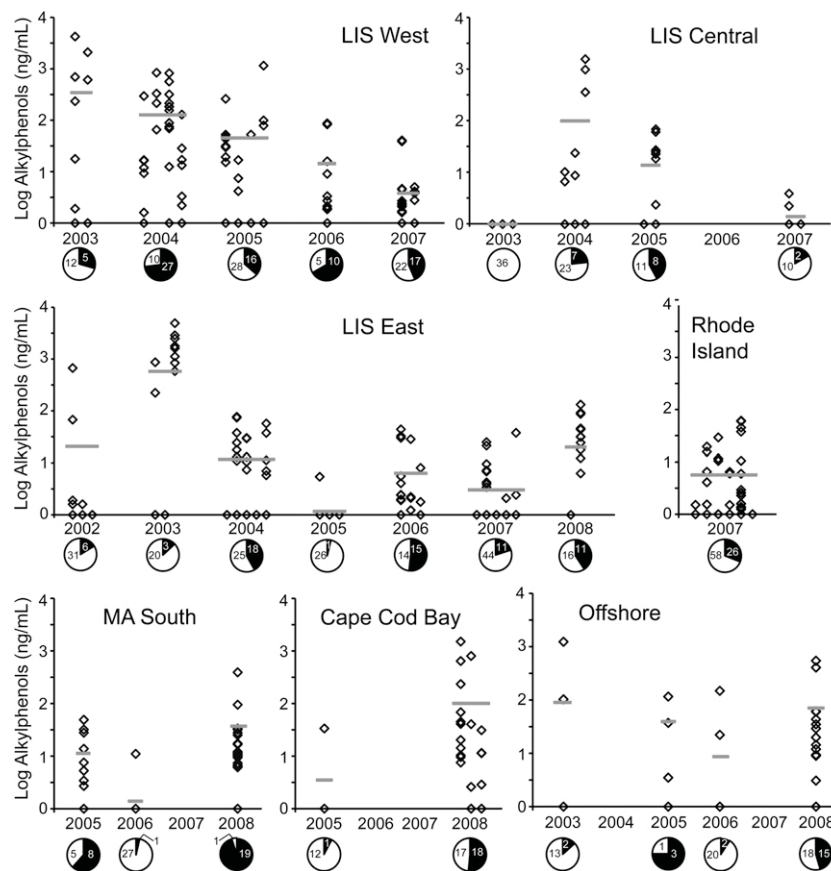 LIS West
LIS Central
Log Alkylphenols (ng/mL)
4
3
2
1
0
4
3
2
1
0
2003 2004 2005 2006 2007
2003 2004 2005 2006 2007
12 5 10 27 28 16 5 10 22 17
36 23 7 11 8 10 2
LIS East
Rhode
Island
Log Alkylphenols (ng/mL)
4
3
2
1
0
4
3
2
1
0
2002 2003 2004 2005 2006 2007 2008
2007
31 6 20 3 25 18 26 14 15 44 11 16 11
58 26
MA South
Cape Cod Bay
Offshore
Log Alkylphenols (ng/mL)
4
3
2
1
0
4
3
2
1
0
4
3
2
1
0
2005 2006 2007 2008
2005 2006 2007 2008
2003 2004 2005 2006 2007 2008
5 8 27 1 1 19
12 1 17 18
13 2 1 3 20 2 18 15